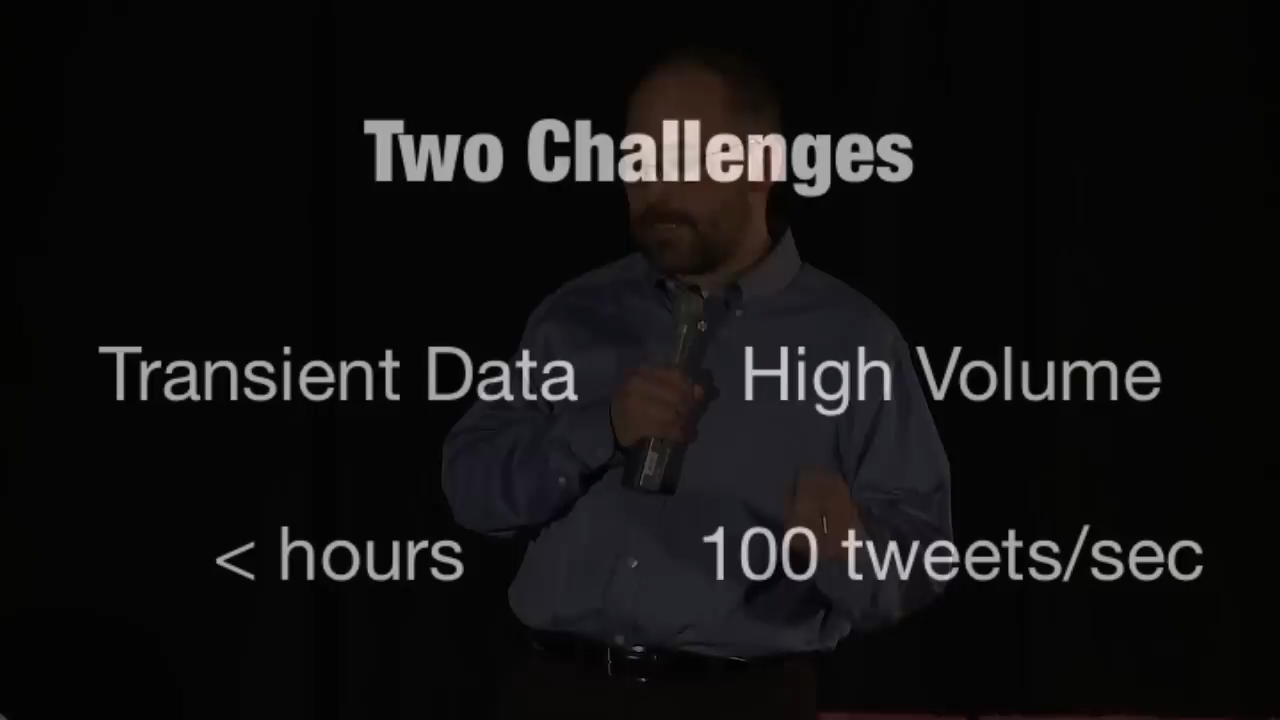 Two Challenges
Transient Data
High Volume
< hours
100 tweets/sec